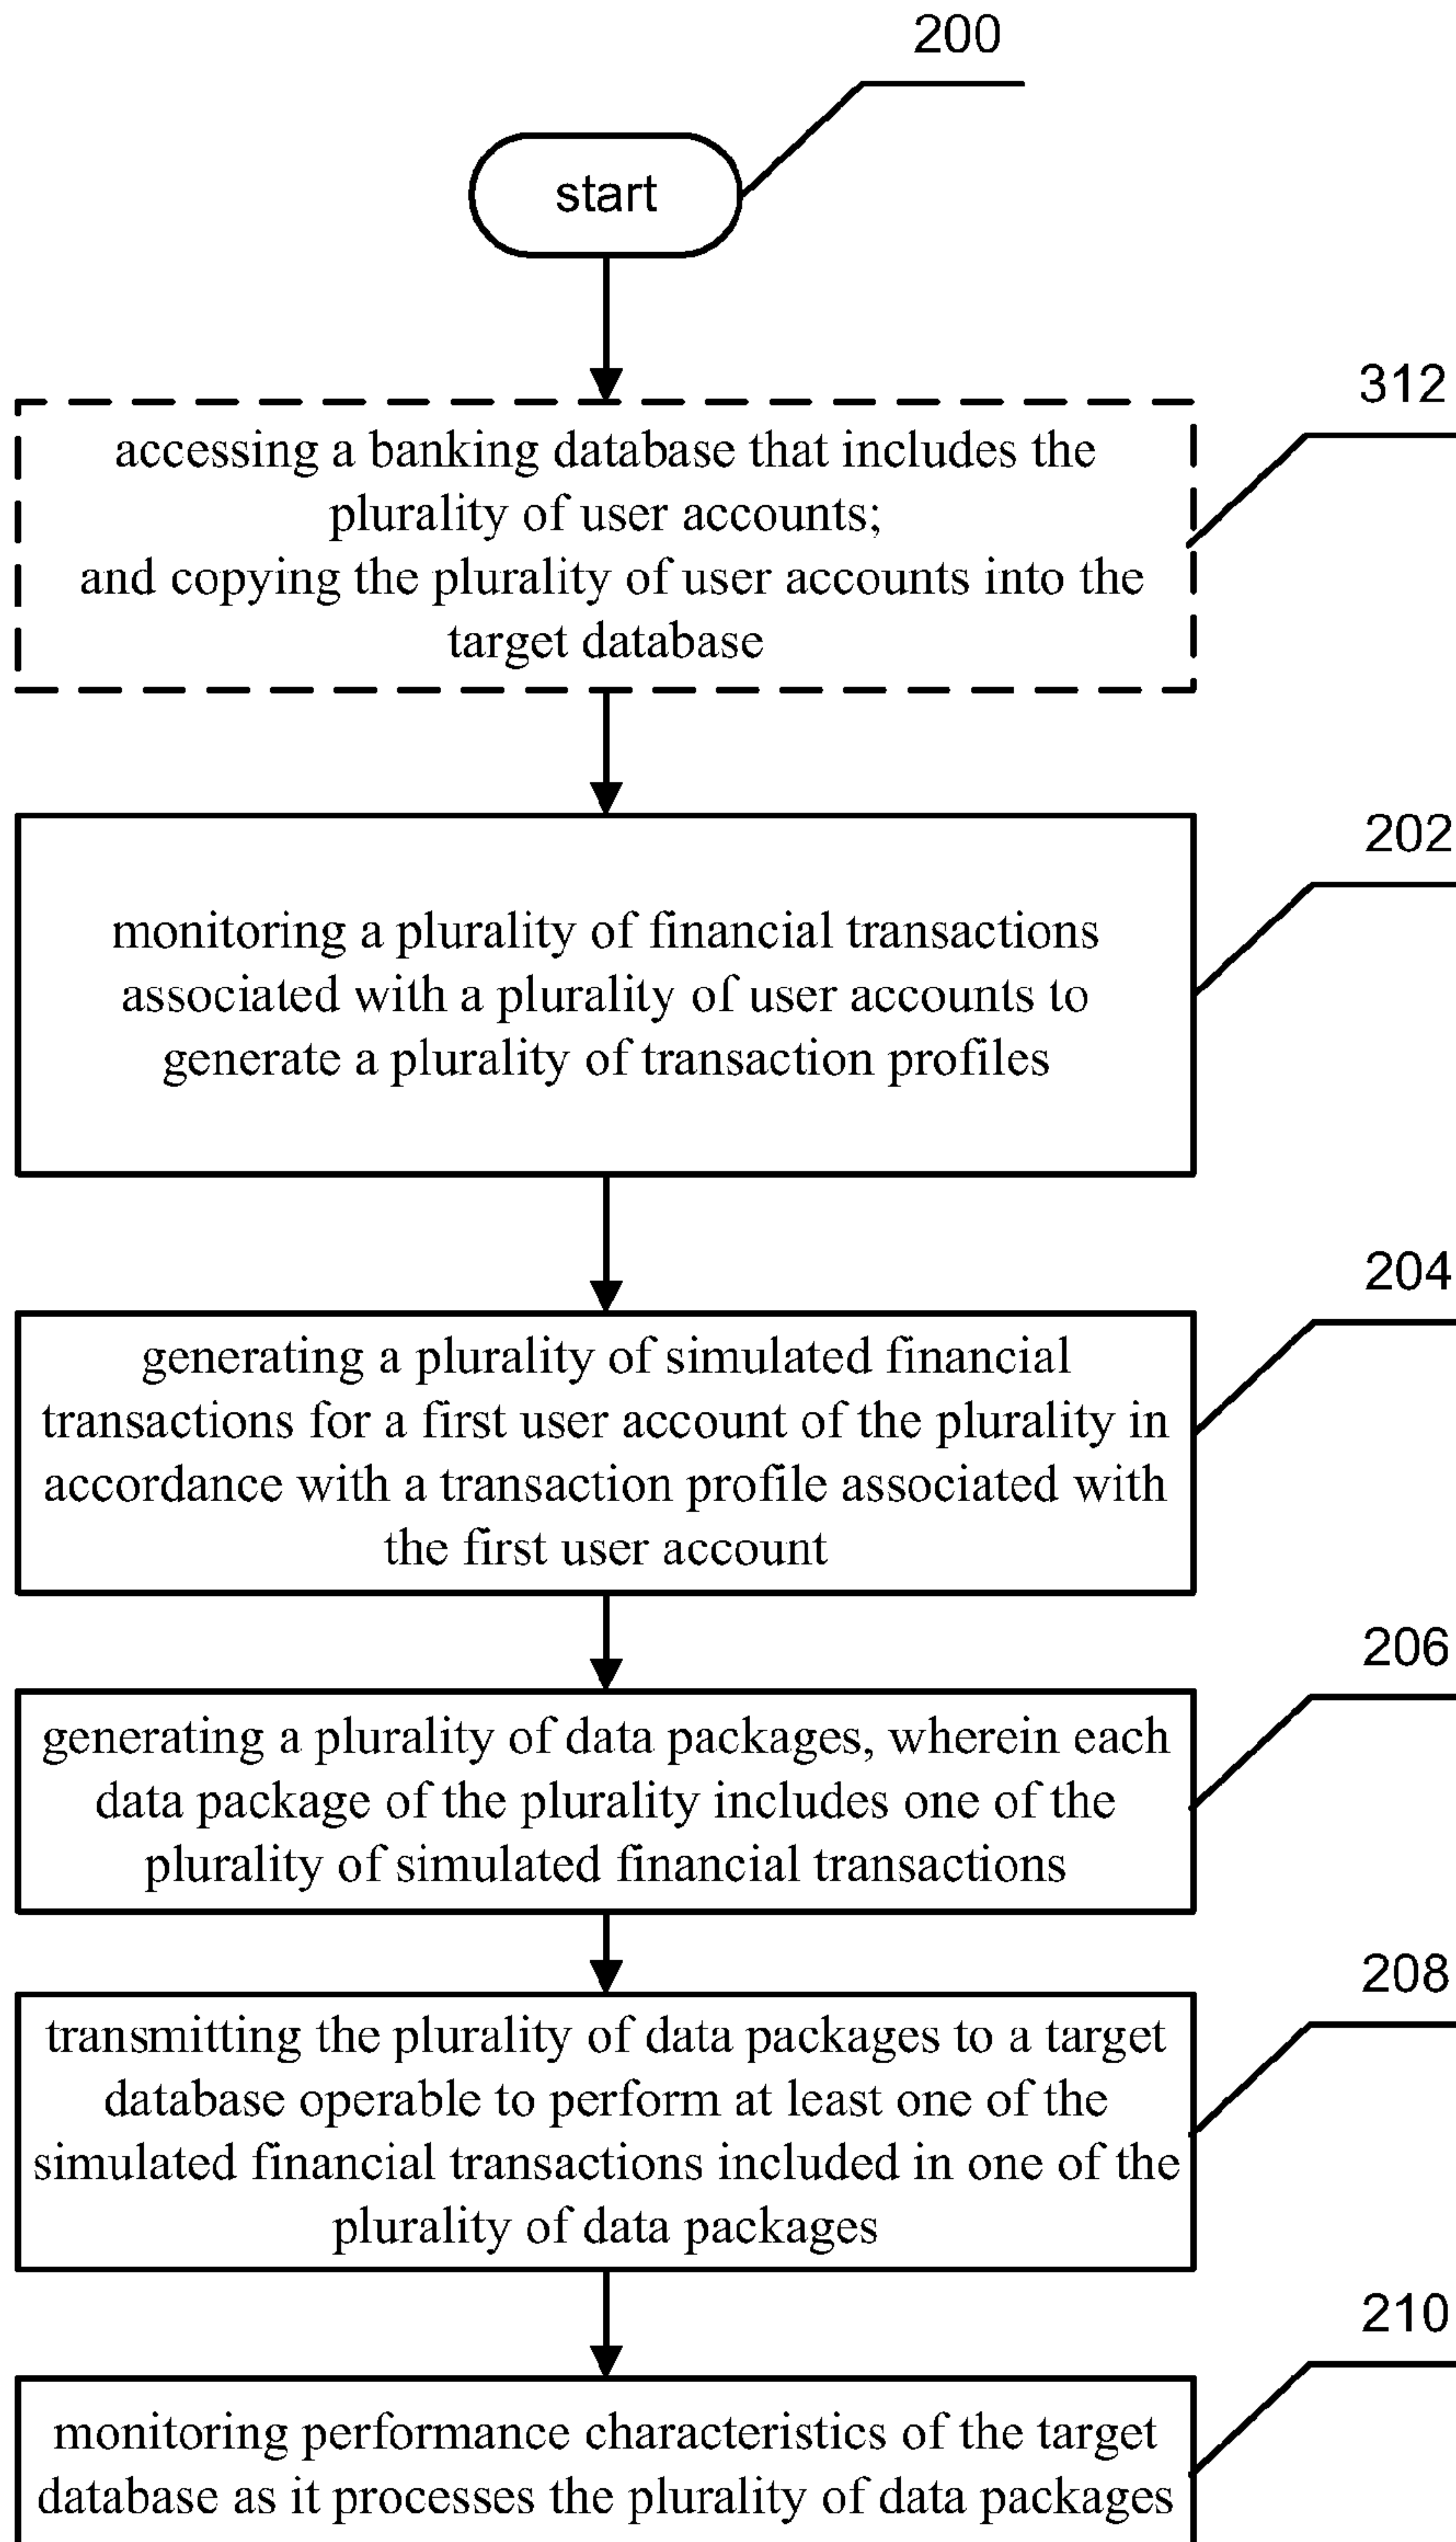 200
start
312
accessing a banking database that includes the
plurality of user accounts;
and copying the plurality of user accounts into the
target database
202
monitoring a plurality of financial transactions
associated with a plurality of user accounts to
generate a plurality of transaction profiles
204
generating a plurality of simulated financial
transactions for a first user account of the plurality in
accordance with a transaction profile associated with
the first user account
206
generating a plurality of data packages, wherein each
data package of the plurality includes one of the
plurality of simulated financial transactions
208
transmitting the plurality of data packages to a target
database operable to perform at least one of the
simulated financial transactions included in one of the
plurality of data packages
210
monitoring performance characteristics of the target
database as it processes the plurality of data packages